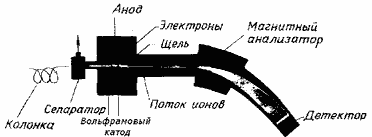 Анод
Электроны
Щель
Магнитный
анализатор
Сепаратор
Колонка
Вольфрамовый
катод
Поток ионов
Детектор